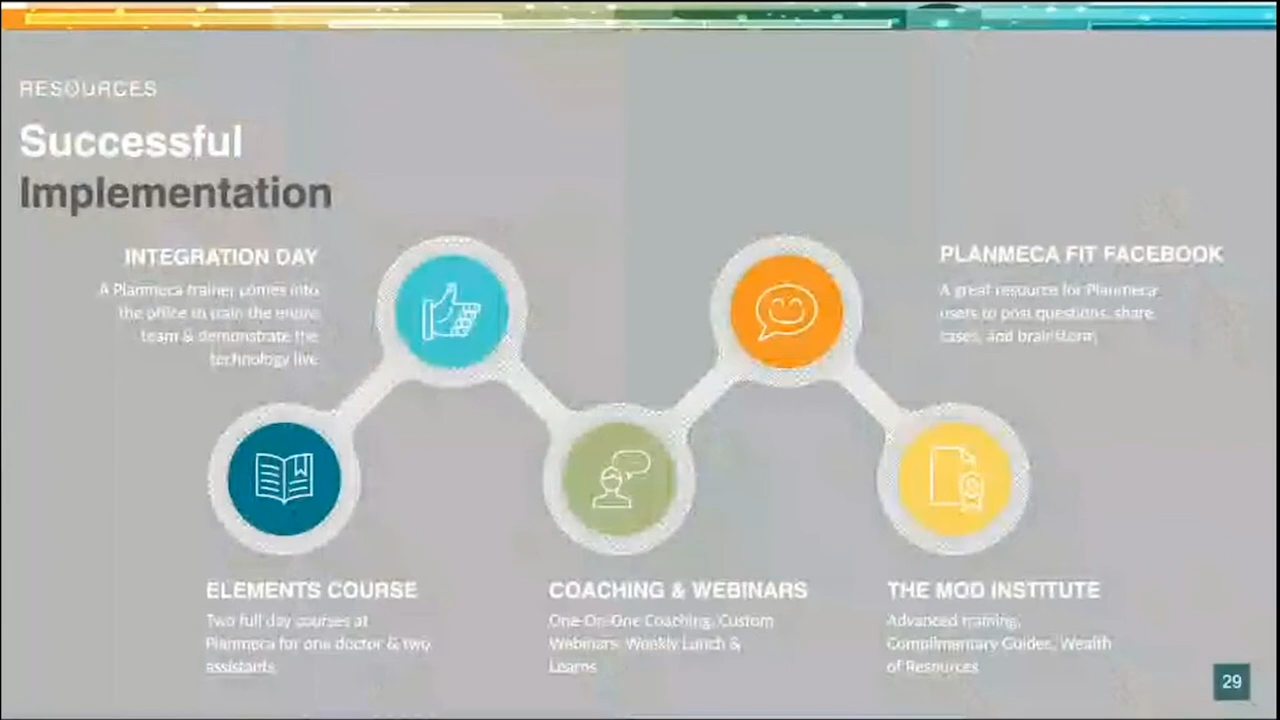 RESOURCES
Successful
Implementation
INTEGRATION DAY
A Planmeca trainer comes into
the office to train the entire
team & demonstrate the
technology live
PLANMECA FIT FACEBOOK
A great resource for Planmeca
users to post questions, share
cases, and brainstorm
ELEMENTS COURSE
Two full day courses at
Planmeca for one doctor & two
assistants
COACHING & WEBINARS
One-On-One Coaching, Custom
Webinars, Weekly Lunch &
Learns
THE MOD INSTITUTE
Advanced training,
Complimentary Guides, Wealth
of Resources
29